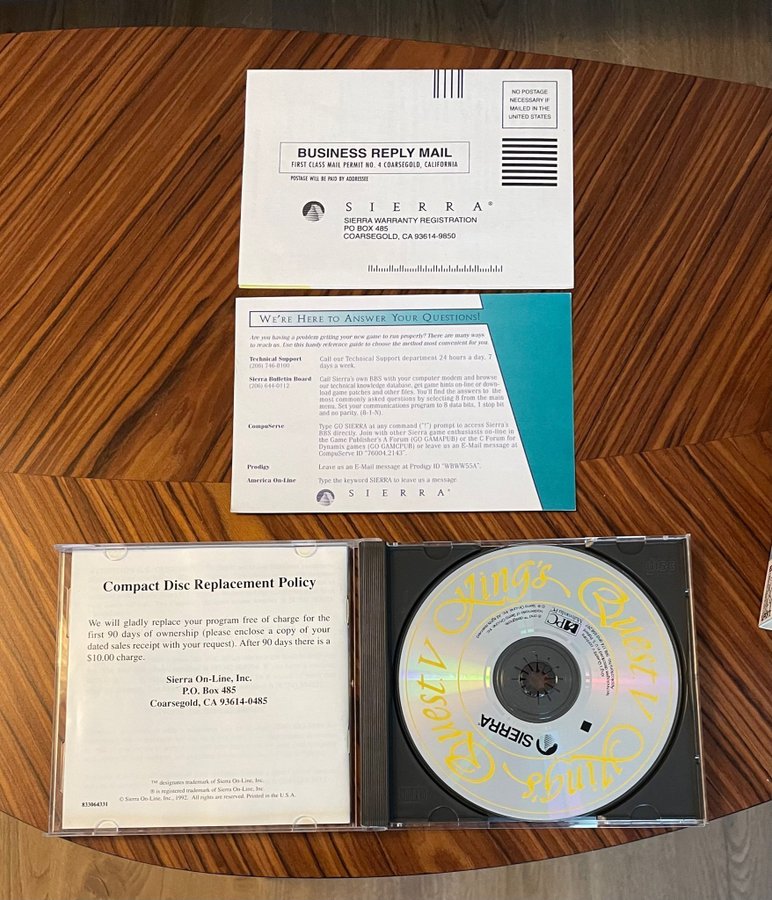 NO POSTAGE
NECESSARY IF
MAILED IN THE
UNITED STATES
BUSINESS REPLY MAIL
FIRST CLASS MAIL PERMIT NO. 4 COARSEGOLD, CALIFORNIA
POSTAGE WILL BE PAID BY ADDRESSEE
SIERRA®
SIERRA WARRANTY REGISTRATION
PO BOX 485
COARSEGOLD, CA 93614-9850
WE'RE HERE TO ANSWER YOUR QUESTIONS!
Are you having a problem getting your new game to run properly? There are many ways
to reach us. Use this handy reference guide to choose the method most convenient for you.
Technical Support Call our Technical Support department 24 hours a day, 7
(206) 746-8100 days a week.
Sierra Bulletin Board Call Sierra's own BBS with your computer modem and browse
(206) 644-0112 our technical knowledge database, get game hints on-line or down-
load game patches and other files. You'll find the answers to the
most commonly asked questions by selecting 8 from the main
menu. Set your communications program to 8 data bits, 1 stop bit
and no parity, (8-1-N).
CompuServe Type GO SIERRA at any command ("!") prompt to access Sierra's
BBS directly. Join with other Sierra game enthusiasts on-line in
the Game Publisher's A Forum (GO GAMAPUB) or the C Forum for
Dynamix games (GO GAMCPUB) or leave us an E-Mail message at
CompuServe ID "76004,2143".
Prodigy Leave us an E-Mail message at Prodigy ID "WBWW55A".
America On-Line Type the keyword SIERRA to leave us a message.
SIERRA®
Compact Disc Replacement Policy
We will gladly replace your program free of charge for the
first 90 days of ownership (please enclose a copy of your
dated sales receipt with your request). After 90 days there is a
$10.00 charge.
Sierra On-Line, Inc.
P.O. Box 485
Coarsegold, CA 93614-0485
™ designates trademark of Sierra On-Line, Inc.
® is registered trademark of Sierra On-Line, Inc.
© Sierra On-Line, Inc., 1992. All rights are reserved. Printed in the U.S.A.
833064331
King's Quest V
King's Quest V
MPC
SIERRA®